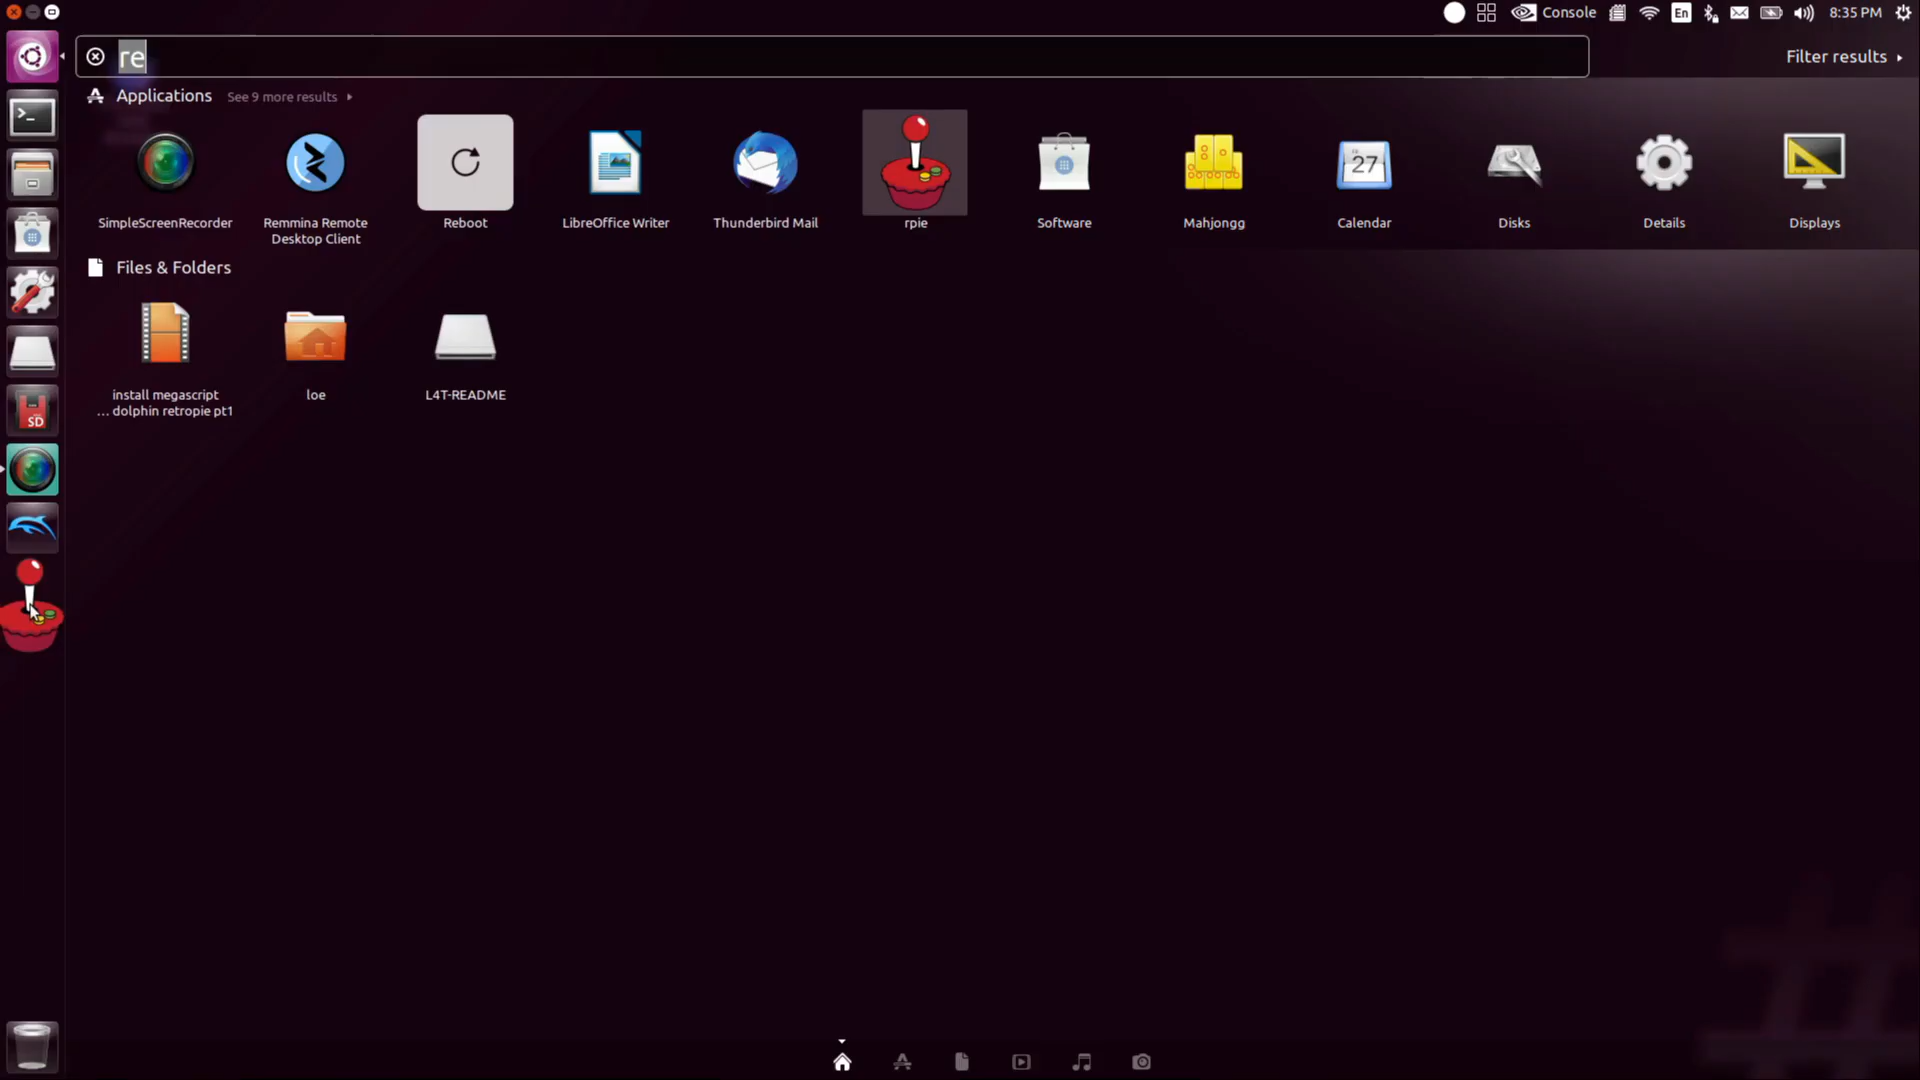 Console
En
8:35 PM
re
Filter results
Applications
See 9 more results
SimpleScreenRecorder
Remmina Remote
Desktop Client
Reboot
LibreOffice Writer
Thunderbird Mail
rpie
Software
Mahjongg
27
Calendar
Disks
Details
Displays
Files & Folders
install megascript
... dolphin retropie pt1
loe
L4T-README
>_
SD